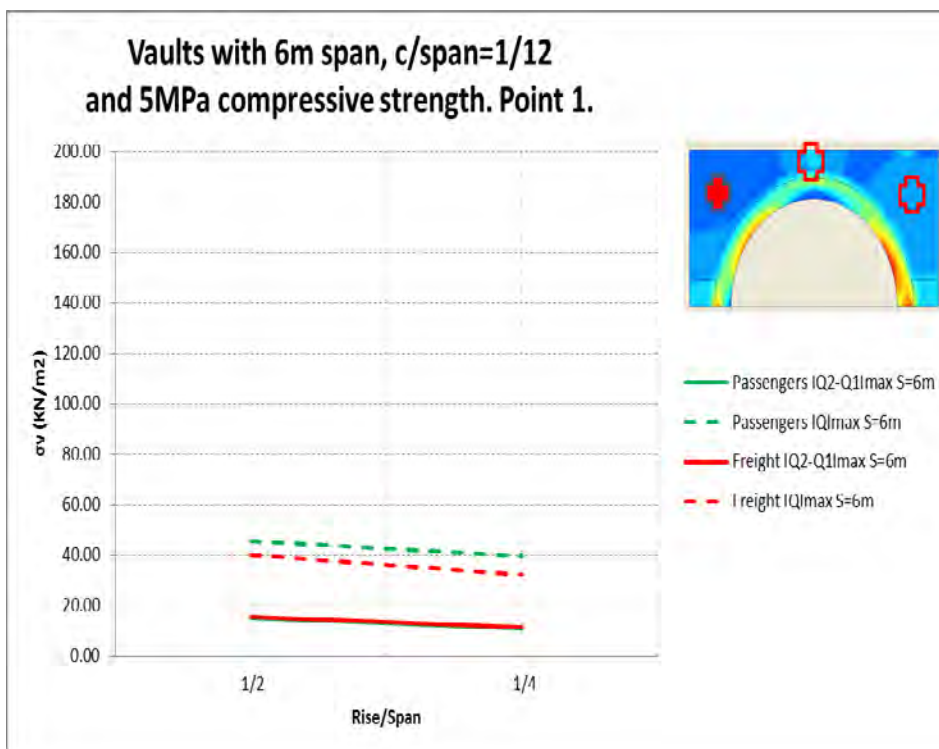 Vaults with 6m span, c/span=1/12
and 5MPa compressive strength. Point 1.
200.00
180.00
160.00
140.00
120.00
100.00
80.00
60.00
40.00
20.00
0.00
σv (KN/m2)
1/2
1/4
Rise/Span
Passengers IQ2-Q1Imax S=6m
Passengers IQImax S=6m
Freight IQ2-Q1Imax S=6m
I reight IQImax S=6m